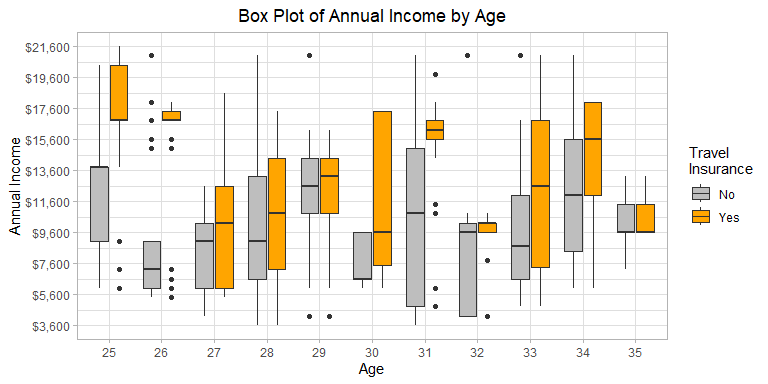 Box Plot of Annual Income by Age
$21,600
$19,600
$17,600
$15,600
$13,600
$11,600
$9,600
$7,600
$5,600
$3,600
Annual Income
25 26 27 28 29 30 31 32 33 34 35
Age
Travel
Insurance
No
Yes